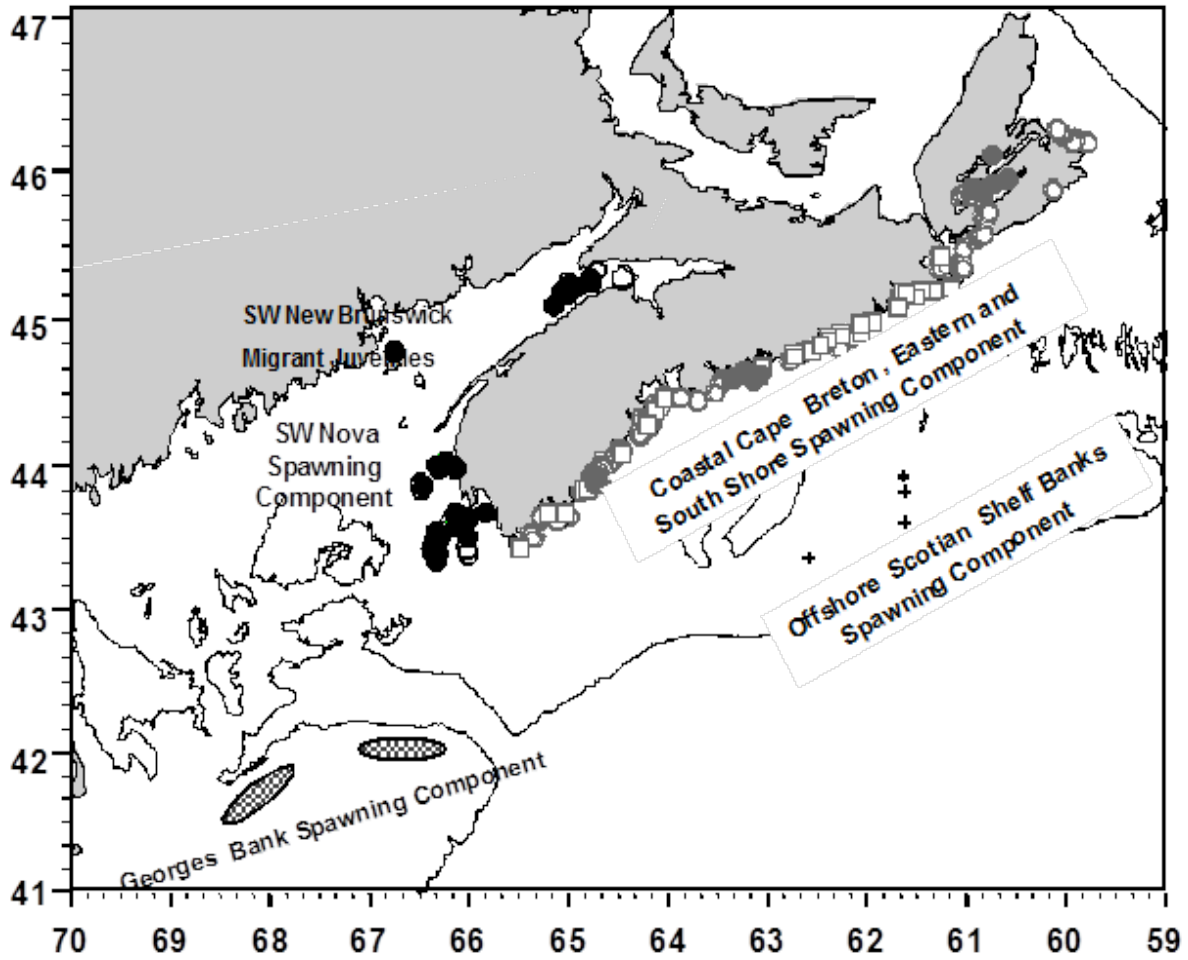 47
46
45
44
43
42
41
SW New Brunswick
Migrant Juveniles
SW Nova
Spawning
Component
Coastal Cape Breton, Eastern and
South Shore Spawning Component
Offshore Scotian Shelf Banks
Spawning Component
Georges Bank Spawning Component
70 69 68 67 66 65 64 63 62 61 60 59